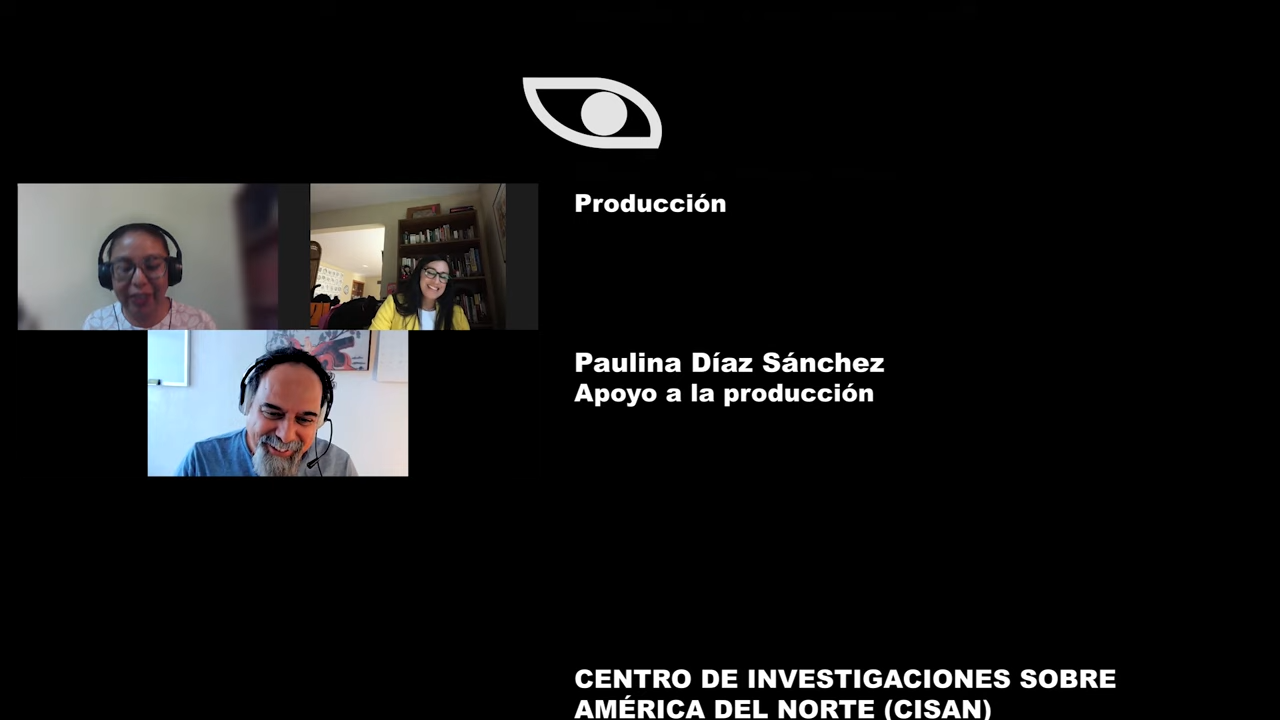 Producción
Paulina Díaz Sánchez
Apoyo a la producción
CENTRO DE INVESTIGACIONES SOBRE
AMÉRICA DEL NORTE (CISAN)